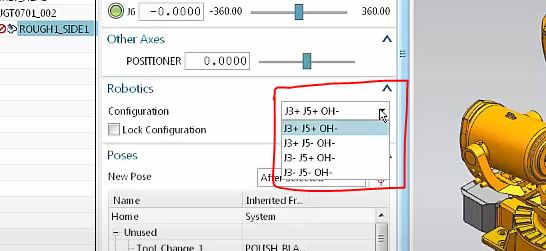 J6 -0.0000 -360.00 360.00
JGT0701_002
ROUGH1_SIDE1
Other Axes
POSITIONER 0.0000
Robotics
Configuration J3+ J5+ OH-
Lock Configuration
J3+ J5+ OH-
J3+ J5- OH-
J3- J5+ OH-
J3- J5- OH-
Poses
New Pose After Selected
Name Inherited Fr...
Home System
Unused
Tool_Change_1 POLISH_BLA...